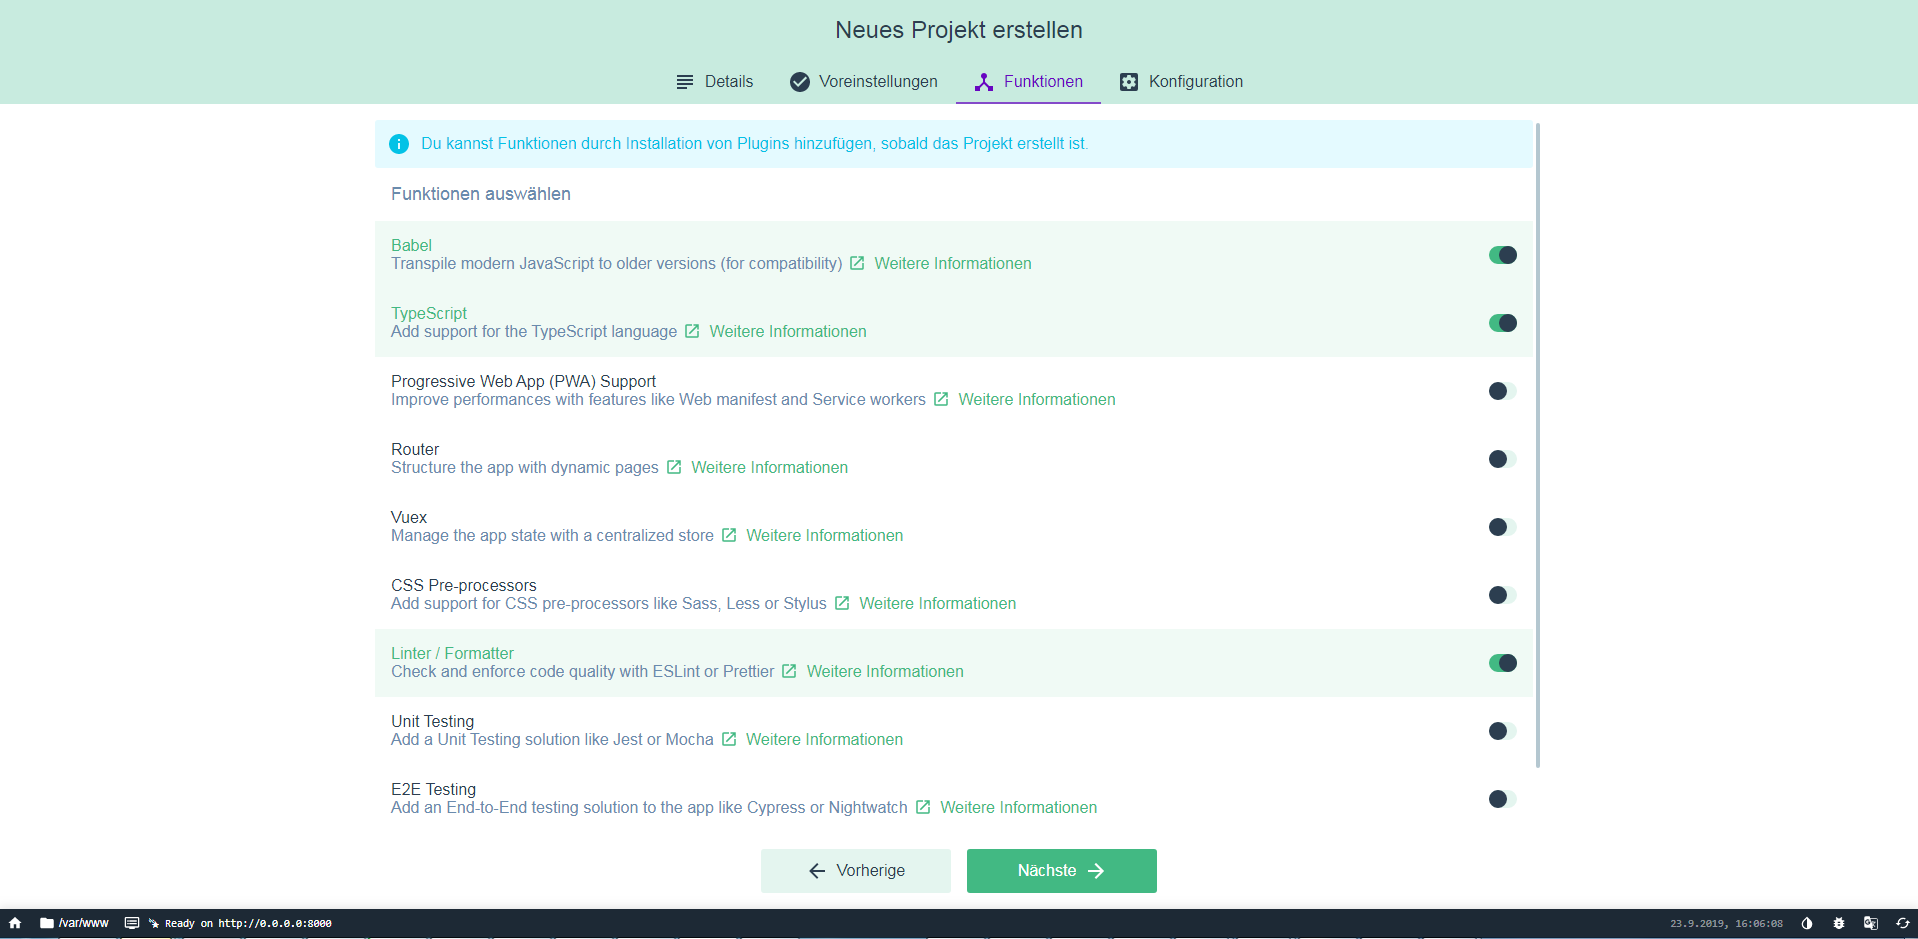 Neues Projekt erstellen
Details Voreinstellungen Funktionen Konfiguration
Du kannst Funktionen durch Installation von Plugins hinzufügen, sobald das Projekt erstellt ist.
Funktionen auswählen
Babel
Transpile modern JavaScript to older versions (for compatibility) Weitere Informationen
TypeScript
Add support for the TypeScript language Weitere Informationen
Progressive Web App (PWA) Support
Improve performances with features like Web manifest and Service workers Weitere Informationen
Router
Structure the app with dynamic pages Weitere Informationen
Vuex
Manage the app state with a centralized store Weitere Informationen
CSS Pre-processors
Add support for CSS pre-processors like Sass, Less or Stylus Weitere Informationen
Linter / Formatter
Check and enforce code quality with ESLint or Prettier Weitere Informationen
Unit Testing
Add a Unit Testing solution like Jest or Mocha Weitere Informationen
E2E Testing
Add an End-to-End testing solution to the app like Cypress or Nightwatch Weitere Informationen
Vorherige Nächste
/var/www Ready on http://0.0.0.0:8000 23.9.2019, 16:06:08